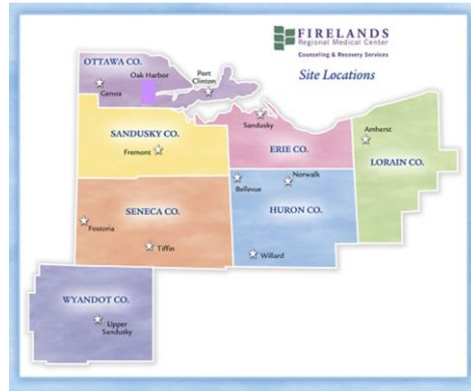 FIRELANDS
Regional Medical Center
Counseling & Recovery Services
Site Locations
OTTAWA CO.
Oak Harbor
Port
Clinton
Genoa
SANDUSKY CO.
Fremont
Sandusky
ERIE CO.
Amherst
LORAIN CO.
Bellevue
Norwalk
HURON CO.
Willard
SENECA CO.
Fostoria
Tiffin
WYANDOT CO.
Upper
Sandusky